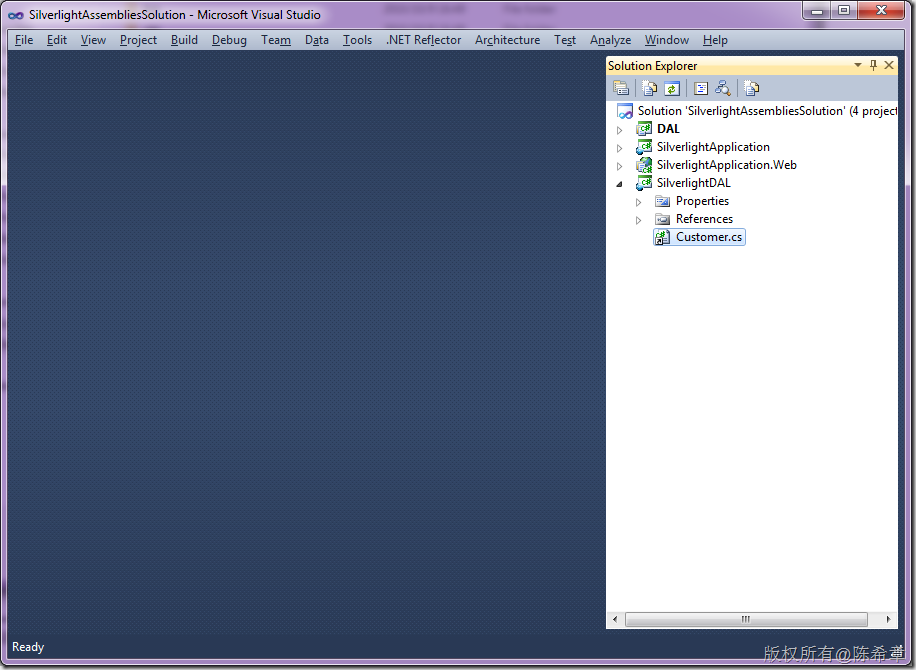 SilverlightAssembliesSolution - Microsoft Visual Studio
File Edit View Project Build Debug Team Data Tools .NET Reflector Architecture Test Analyze Window Help
Solution Explorer
Solution 'SilverlightAssembliesSolution' (4 project
DAL
SilverlightApplication
SilverlightApplication.Web
SilverlightDAL
Properties
References
Customer.cs
Ready
版权所有@陈希章